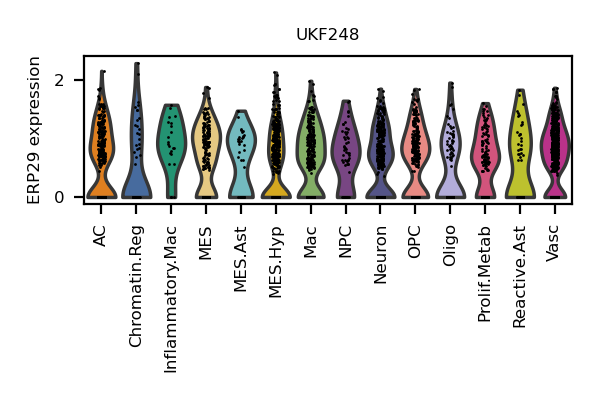 UKF248
ERP29 expression
2
0
AC
Chromatin.Reg
Inflammatory.Mac
MES
MES.Ast
MES.Hyp
Mac
NPC
Neuron
OPC
Oligo
Prolif.Metab
Reactive.Ast
Vasc